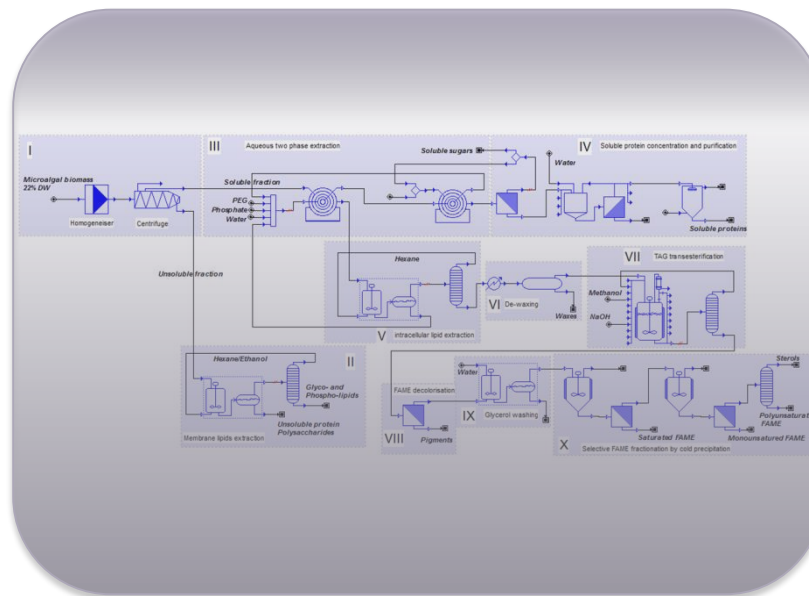 I
Microalgal biomass
22% DW
Homogeneiser
Centrifuge
III
Aqueous two phase extraction
Soluble fraction
PEG
Phosphate
Water
Soluble sugars
IV
Soluble protein concentration and purification
Water
Soluble proteins
Unsoluble fraction
Hexane
V
Intracellular lipid extraction
VI
De-waxing
Waxes
VII
TAG transesterification
Methanol
NaOH
Hexane/Ethanol
II
Glyco- and
Phospho-lipids
Unsoluble protein
Polysaccharides
Membrane lipids extraction
FAME decolorisation
VIII
Pigments
Water
IX
Glycerol washing
Sterols
Polyunsaturat
FAME
Saturated FAME
Monounsatured FAME
X
Selective FAME fractionation by cold precipitation